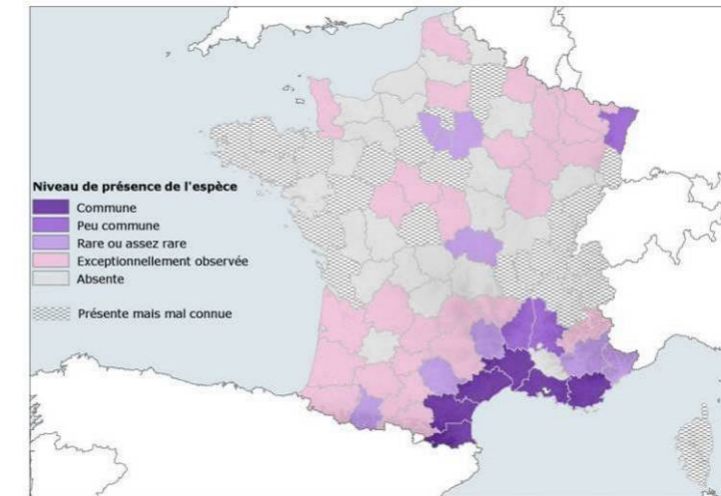 Niveau de présence de l'espèce
Commune
Peu commune
Rare ou assez rare
Exceptionnellement observée
Absente
Présente mais mal connue